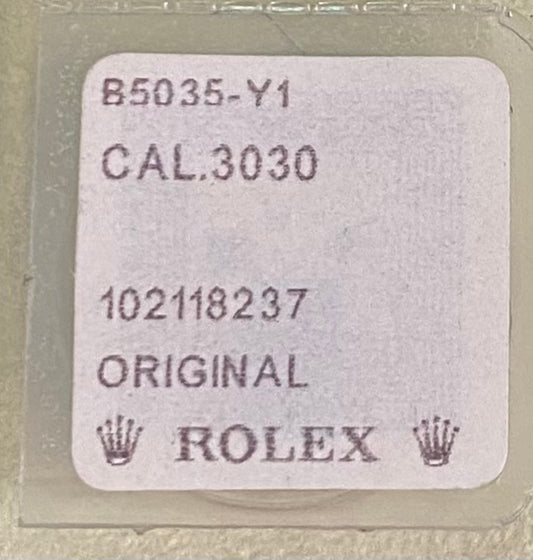 B5035-Y1
CAL.3030
102118237
ORIGINAL
ROLEX